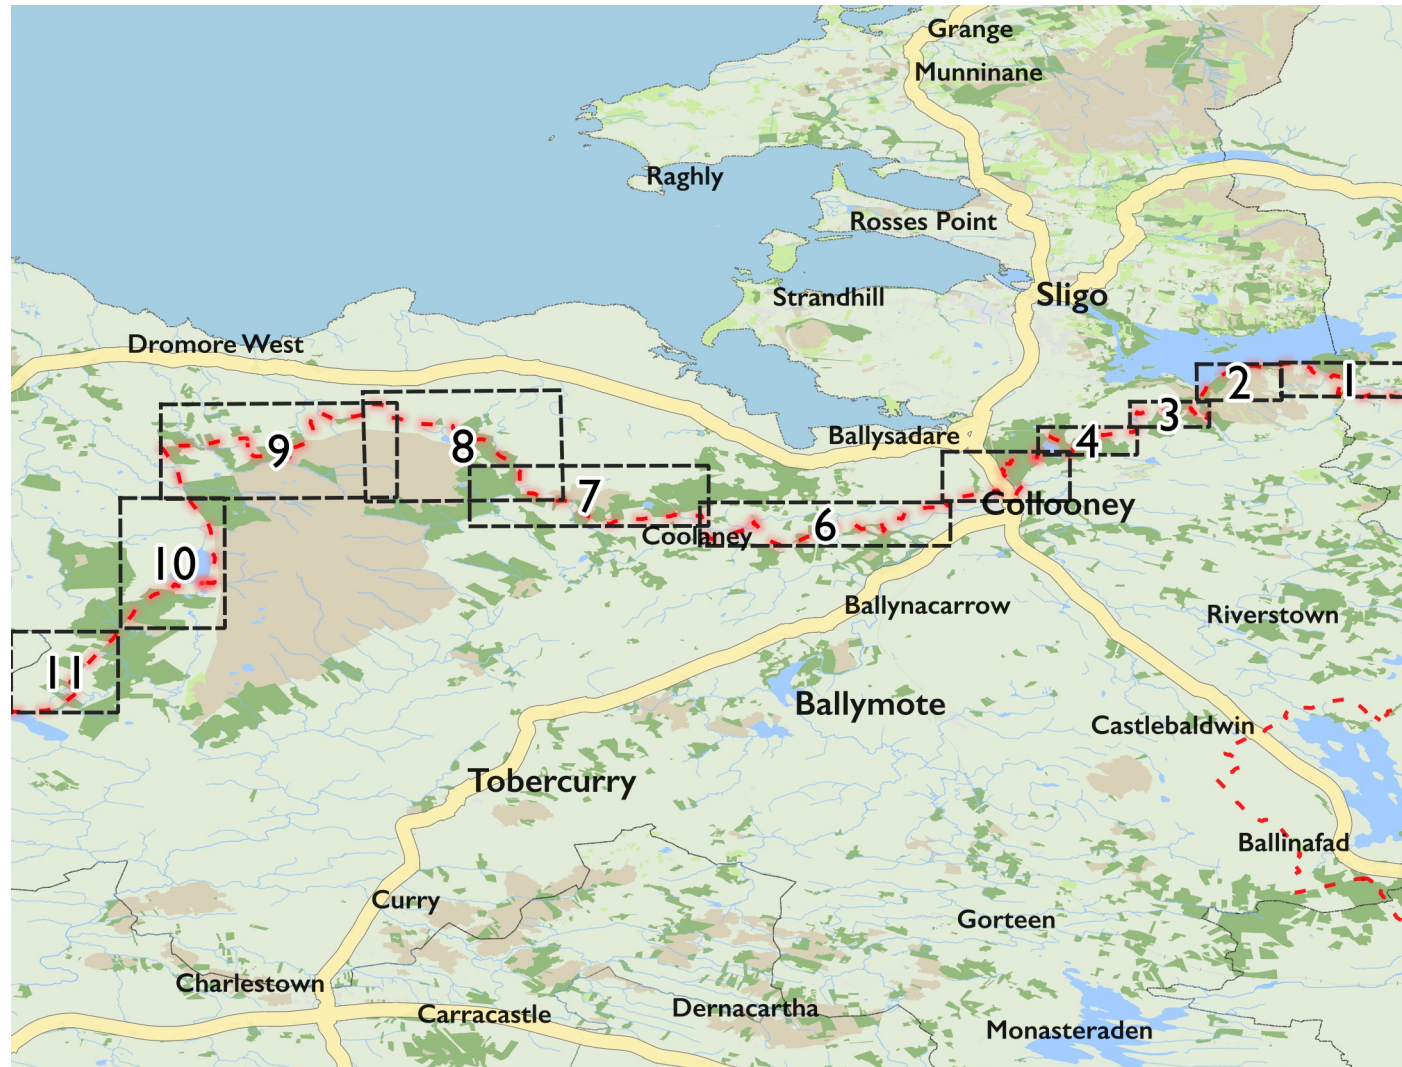 Grange
Munninane
Raghly
Rosses Point
Strandhill
Sligo
Dromore West
1
2
3
4
Ballysadare
9
8
7
Collooney
6
Coolaney
10
Ballynacarrow
Riverstown
11
Ballymote
Castlebaldwin
Tobercurry
Ballinafad
Curry
Gorteen
Charlestown
Carracastle
Dernacartha
Monasteraden